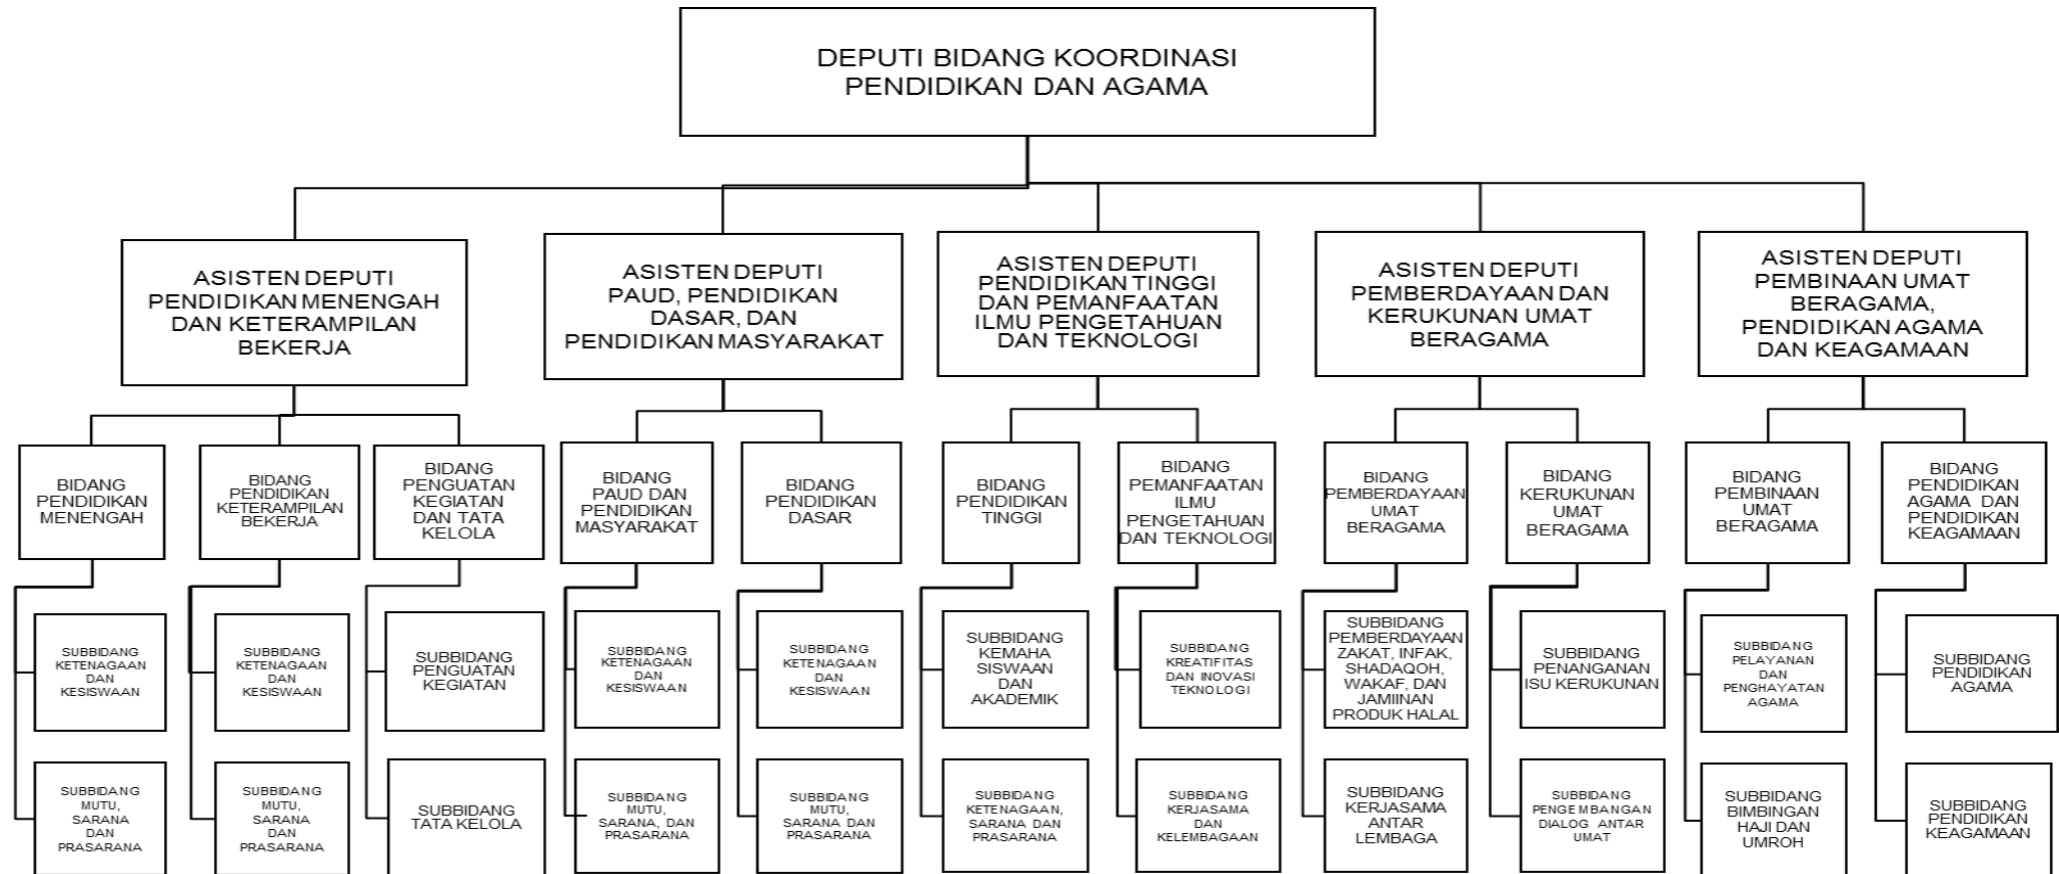 DEPUTI BIDANG KOORDINASI
PENDIDIKAN DAN AGAMA
ASISTEN DEPUTI
PENDIDIKAN MENENGAH
DAN KETERAMPILAN
BEKERJA
ASISTEN DEPUTI
PAUD, PENDIDIKAN
DASAR, DAN
PENDIDIKAN MASYARAKAT
ASISTEN DEPUTI
PENDIDIKAN TINGGI
DAN PEMANFAATAN
ILMU PENGETAHUAN
DAN TEKNOLOGI
ASISTEN DEPUTI
PEMBERDAYAAN DAN
KERUKUNAN UMAT
BERAGAMA
ASISTEN DEPUTI
PEMBINAAN UMAT
BERAGAMA,
PENDIDIKAN AGAMA
DAN KEAGAMAAN
BIDANG
PENDIDIKAN
MENENGAH
BIDANG
PENDIDIKAN
KETERAMPILAN
BEKERJA
BIDANG
PENGUATAN
KEGIATAN
DAN TATA
KELOLA
BIDANG
PAUD DAN
PENDIDIKAN
MASYARAKAT
BIDANG
PENDIDIKAN
DASAR
BIDANG
PENDIDIKAN
TINGGI
BIDANG
PEMANFAATAN
ILMU
PENGETAHUAN
DAN TEKNOLOGI
BIDANG
PEMBERDAYAAN
UMAT
BERAGAMA
BIDANG
KERUKUNAN
UMAT
BERAGAMA
BIDANG
PEMBINAAN
UMAT
BERAGAMA
BIDANG
PENDIDIKAN
AGAMA DAN
PENDIDIKAN
KEAGAMAAN
SUBBIDANG
KETENAGAAN
DAN
KESISWAAN
SUBBIDANG
KETENAGAAN
DAN
KESISWAAN
SUBBIDANG
PENGUATAN
KEGIATAN
SUBBIDANG
KETENAGAAN
DAN
KESISWAAN
SUBBIDANG
KETENAGAAN
DAN
KESISWAAN
SUBBIDANG
KEMAHA
SISWAAN
DAN
AKADEMIK
SUBBIDANG
KREATIFITAS
DAN INOVASI
TEKNOLOGI
SUBBIDANG
PEMBERDAYAAN
ZAKAT, INFAK,
SHADAQOH,
WAKAF, DAN
JAMIINAN
PRODUK HALAL
SUBBIDANG
PENANGANAN
ISU KERUKUNAN
SUBBIDANG
PELAYANAN
DAN
PENGHAYATAN
AGAMA
SUBBIDANG
PENDIDIKAN
AGAMA
SUBBIDANG
MUTU,
SARANA
DAN
PRASARANA
SUBBIDANG
MUTU,
SARANA
DAN
PRASARANA
SUBBIDANG
TATA KELOLA
SUBBIDANG
MUTU,
SARANA, DAN
PRASARANA
SUBBIDANG
MUTU,
SARANA DAN
PRASARANA
SUBBIDANG
KETENAGAAN,
SARANA DAN
PRASARANA
SUBBIDANG
KERJASAMA
DAN
KELEMBAGAAN
SUBBIDANG
KERJASAMA
ANTAR
LEMBAGA
SUBBIDANG
PENGEMBANGAN
DIALOG ANTAR
UMAT
SUBBIDANG
BIMBINGAN
HAJI DAN
UMROH
SUBBIDANG
PENDIDIKAN
KEAGAMAAN